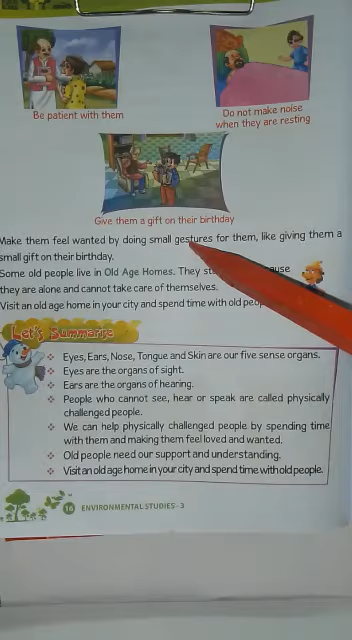 Be patient with them
Do not make noise
when they are resting
Give them a gift on their birthday
Make them feel wanted by doing small gestures for them, like giving them a
small gift on their birthday.
Some old people live in Old Age Homes. They
they are alone and cannot take care of themselves.
Visit an old age home in your city and spend time with old
Let's Summarise
❖ Eyes, Ears, Nose, Tongue and Skin are our five sense organs.
❖ Eyes are the organs of sight.
❖ Ears are the organs of hearing.
❖ People who cannot see, hear or speak are called physically
challenged people.
❖ We can help physically challenged people by spending time
with them and making them feel loved and wanted.
❖ Old people need our support and understanding.
❖ Visit an old age home in your city and spend time with old people.
16 ENVIRONMENTAL STUDIES - 3